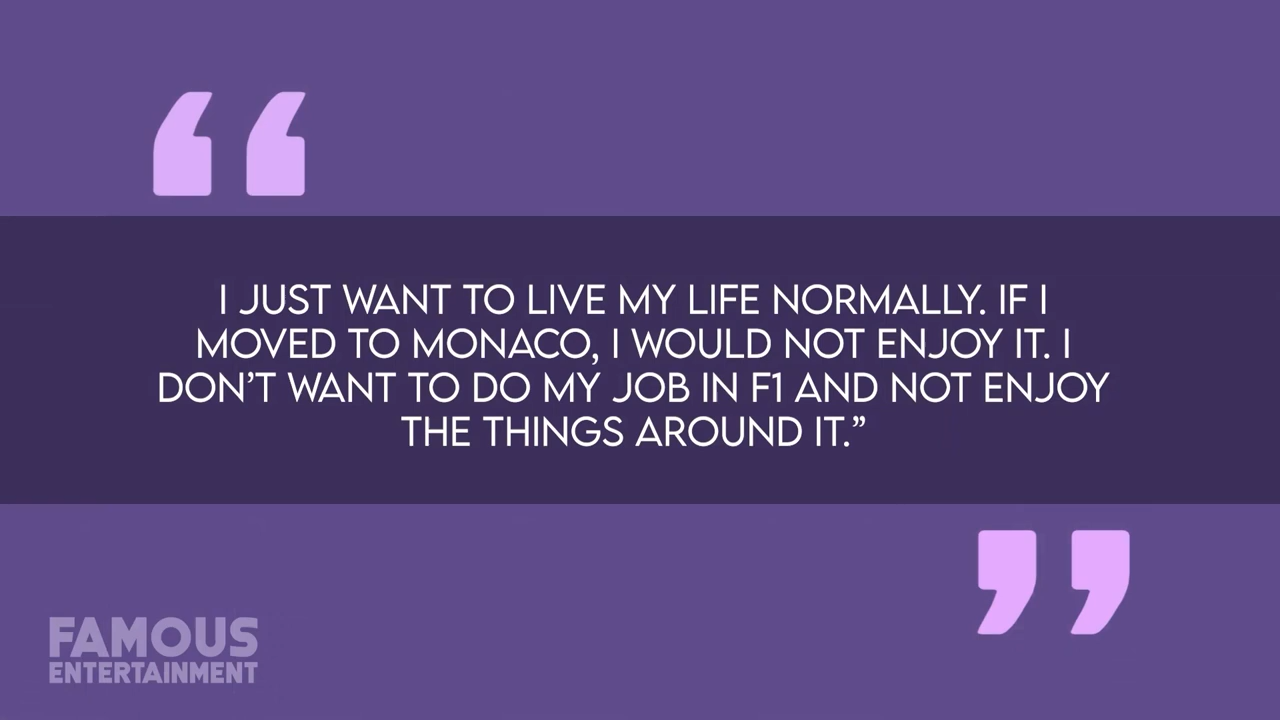 “
I JUST WANT TO LIVE MY LIFE NORMALLY. IF I
MOVED TO MONACO, I WOULD NOT ENJOY IT. I
DON’T WANT TO DO MY JOB IN F1 AND NOT ENJOY
THE THINGS AROUND IT.”
”
FAMOUS
ENTERTAINMENT